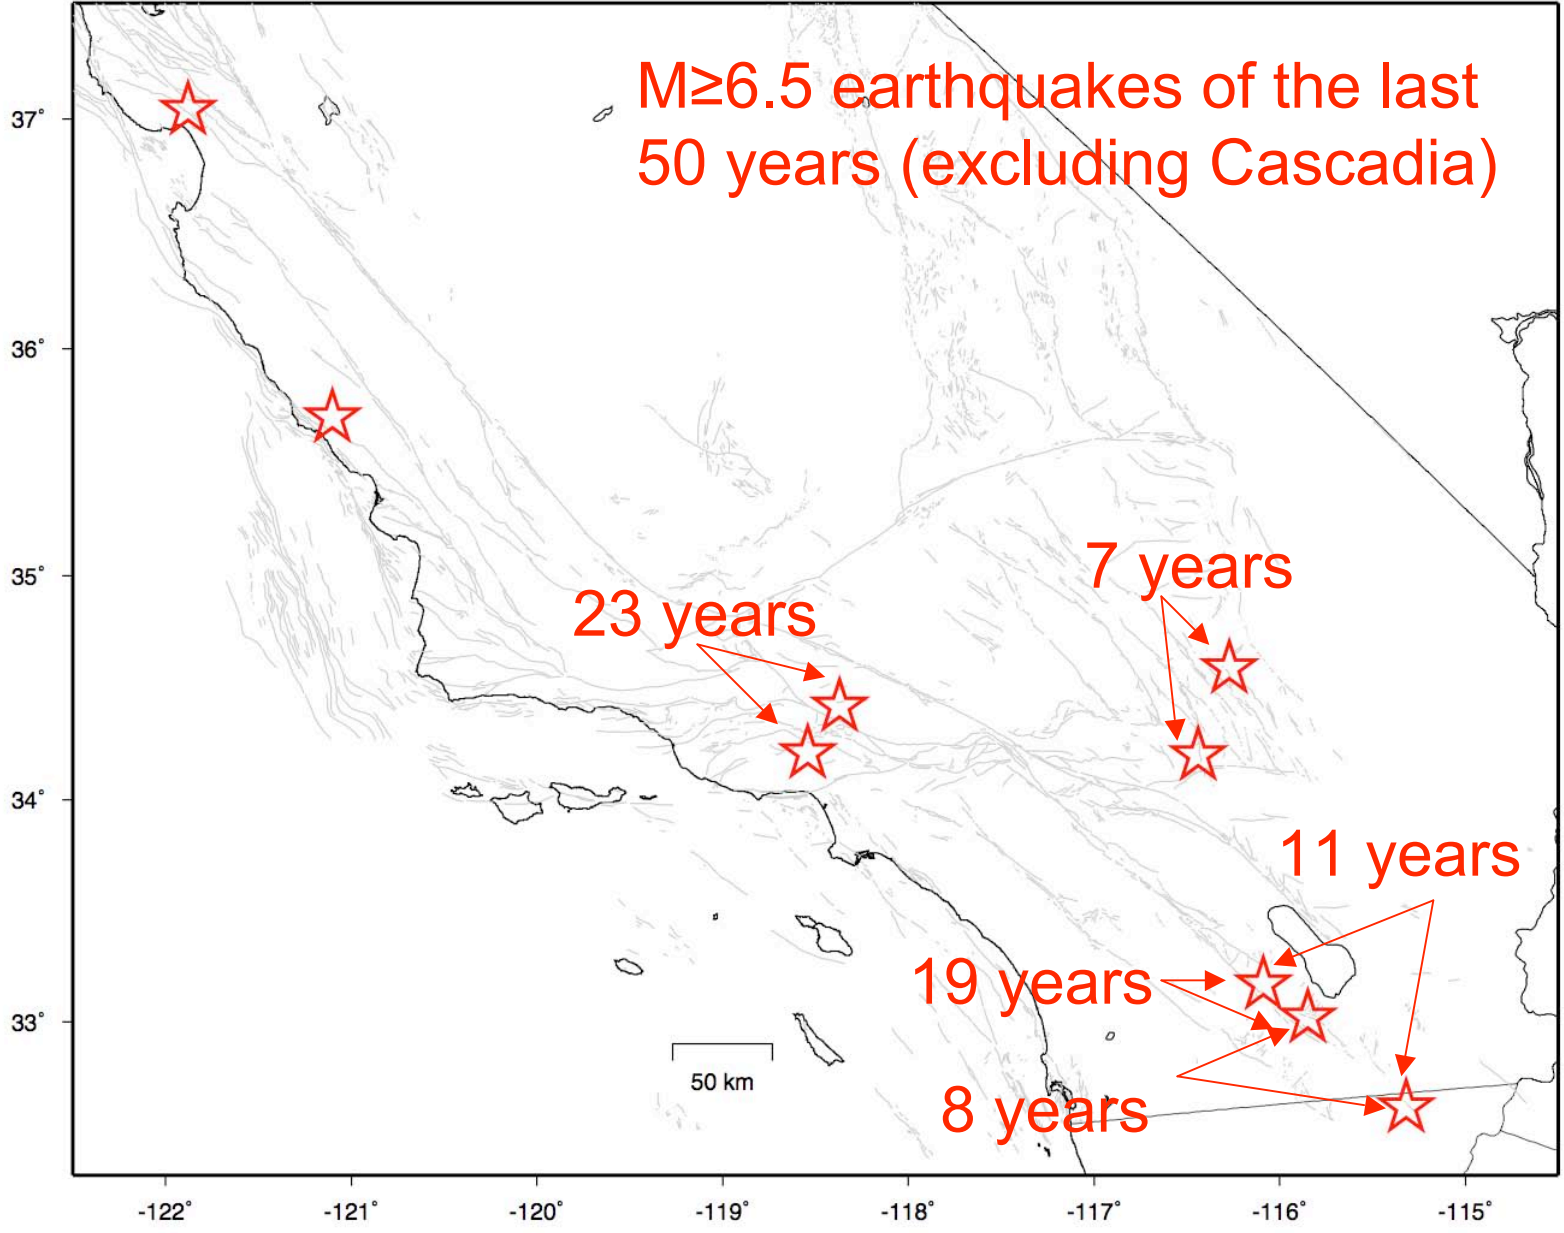 M≥6.5 earthquakes of the last
50 years (excluding Cascadia)
37°
36°
35°
34°
33°
7 years
23 years
11 years
19 years
8 years
50 km
-122°
-121°
-120°
-119°
-118°
-117°
-116°
-115°